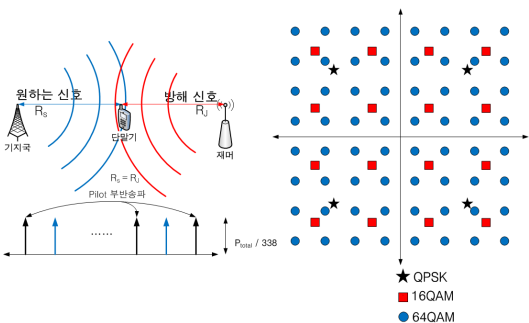 원하는 신호
방해 신호
R_S
R_J
기지국
단말기
재머
R_S = R_J
Pilot 부반송파
……
P_total / 338
QPSK
16QAM
64QAM